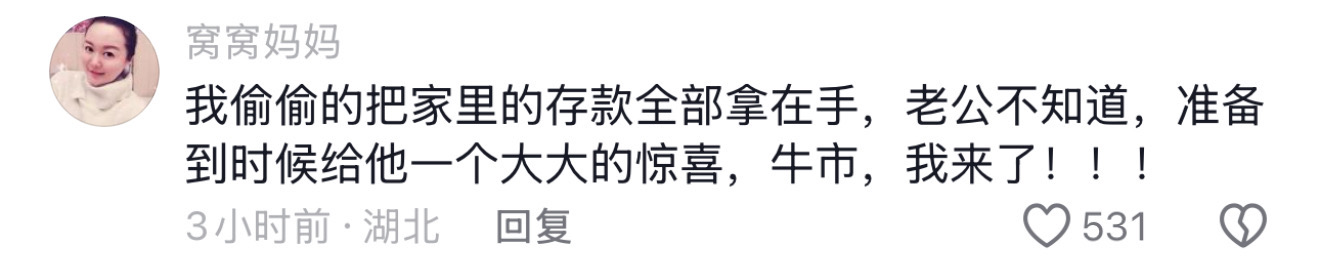 窝窝妈妈
我偷偷的把家里的存款全部拿在手，老公不知道，准备
到时候给他一个大大的惊喜，牛市，我来了！！！
3小时前·湖北 回复 531